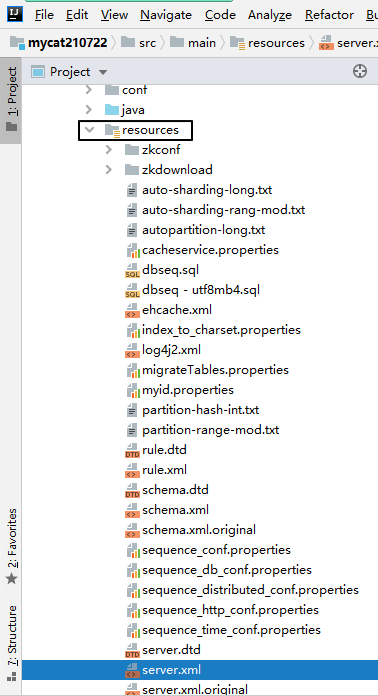 File Edit View Navigate Code Analyze Refactor Bu
mycat210722 src main resources server.x
1: Project
Project
conf
java
resources
zkconf
zkdownload
auto-sharding-long.txt
auto-sharding-rang-mod.txt
autopartition-long.txt
cacheservice.properties
dbseq.sql
dbseq - utf8mb4.sql
ehcache.xml
index_to_charset.properties
log4j2.xml
migrateTables.properties
myid.properties
partition-hash-int.txt
partition-range-mod.txt
rule.dtd
rule.xml
schema.dtd
schema.xml
schema.xml.original
sequence_conf.properties
sequence_db_conf.properties
sequence_distributed_conf.properties
sequence_http_conf.properties
sequence_time_conf.properties
server.dtd
server.xml
server.xml.original
2: Favorites
7: Structure